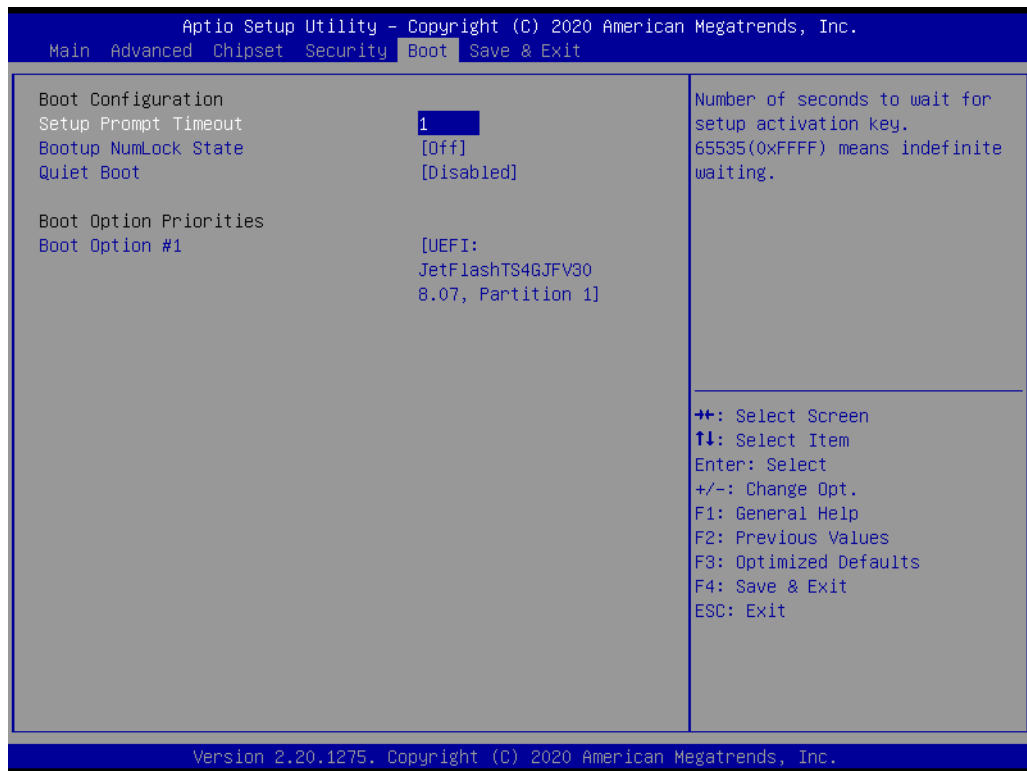 Aptio Setup Utility – Copyright (C) 2020 American Megatrends, Inc.
Main Advanced Chipset Security Boot Save & Exit
Boot Configuration
Setup Prompt Timeout 1
Bootup NumLock State [Off]
Quiet Boot [Disabled]
Boot Option Priorities
Boot Option #1 [UEFI:
JetFlashTS4GJFV30
8.07, Partition 1]
Number of seconds to wait for
setup activation key.
65535(0xFFFF) means indefinite
waiting.
→←: Select Screen
↑↓: Select Item
Enter: Select
+/-: Change Opt.
F1: General Help
F2: Previous Values
F3: Optimized Defaults
F4: Save & Exit
ESC: Exit
Version 2.20.1275. Copyright (C) 2020 American Megatrends, Inc.